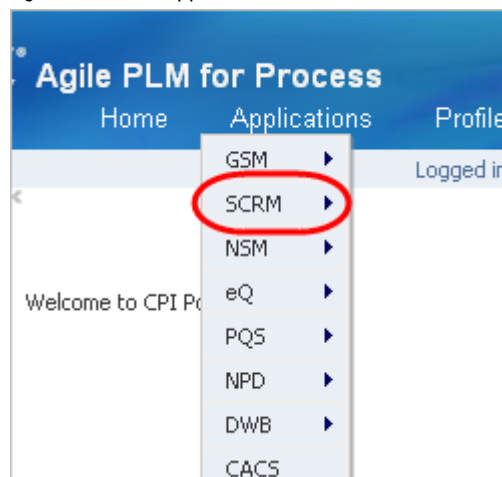 Agile PLM for Process
Home Applications Profile
GSM
Logged in
SCRM
NSM
Welcome to CPI Po
eQ
PQS
NPD
DWB
CACS